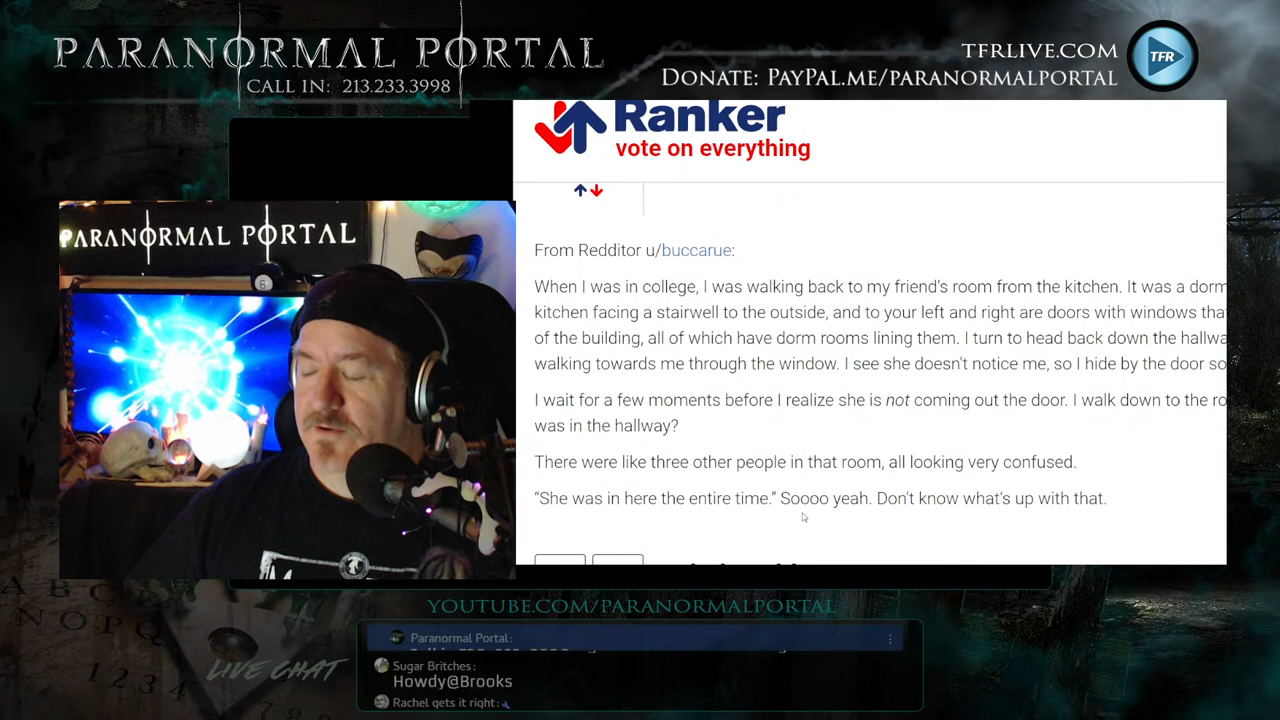 PARANORMAL PORTAL
CALL IN: 213.233.3998
TFRLIVE.COM
DONATE: PAYPAL.ME/PARANORMALPORTAL
TFR
Ranker
vote on everything
PARANORMAL PORTAL
6
From Redditor u/buccarue:
When I was in college, I was walking back to my friend's room from the kitchen. It was a dorm
kitchen facing a stairwell to the outside, and to your left and right are doors with windows tha
of the building, all of which have dorm rooms lining them. I turn to head back down the hallwa
walking towards me through the window. I see she doesn't notice me, so I hide by the door so
I wait for a few moments before I realize she is not coming out the door. I walk down to the ro
was in the hallway?
There were like three other people in that room, all looking very confused.
“She was in here the entire time.” Soooo yeah. Don't know what's up with that.
YOUTUBE.COM/PARANORMALPORTAL
A B C D
N O P Q
1 2 3 4
LIVE CHAT
Paranormal Portal:
Sugar Britches:
Howdy@Brooks
Rachel gets it right: